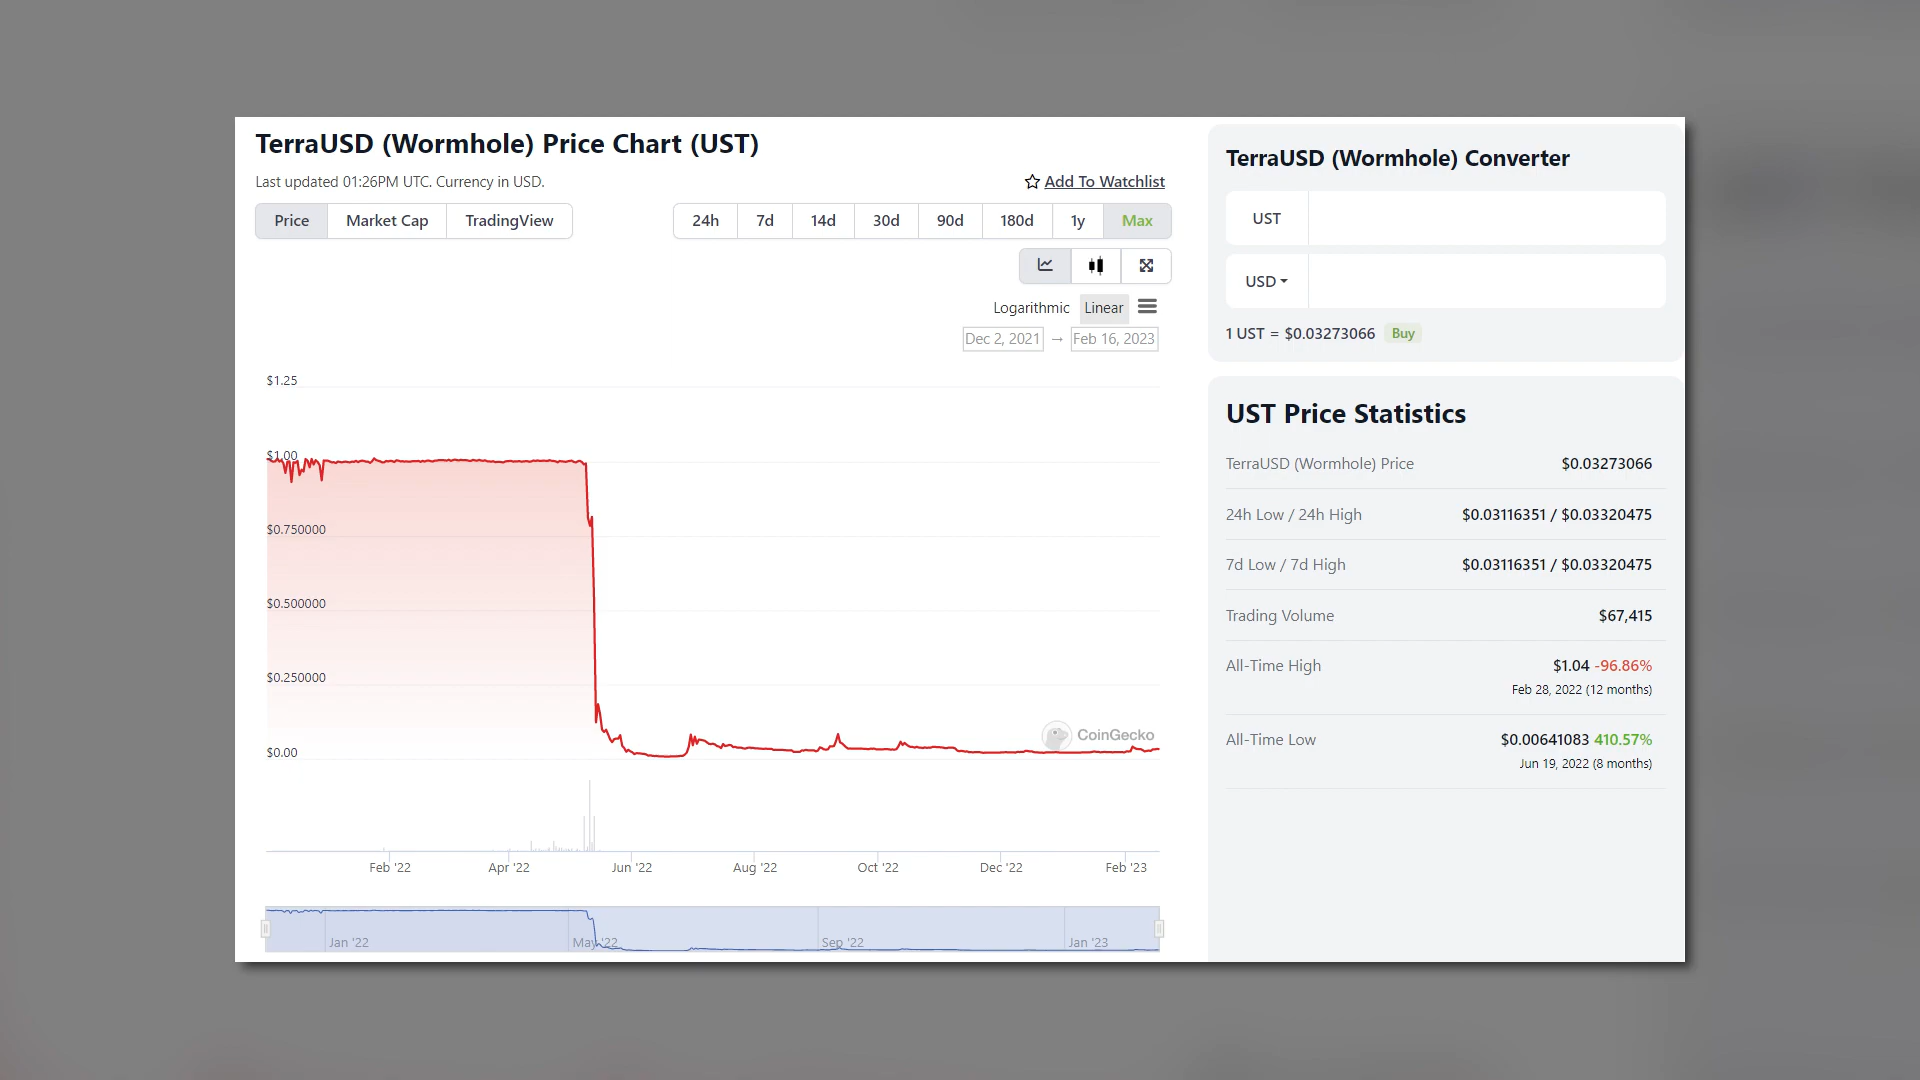 TerraUSD (Wormhole) Price Chart (UST)
Last updated 01:26PM UTC. Currency in USD.
Add To Watchlist
Price Market Cap TradingView
24h 7d 14d 30d 90d 180d 1y Max
Logarithmic Linear
Dec 2, 2021 → Feb 16, 2023
$1.25
$1.00
$0.750000
$0.500000
$0.250000
$0.00
CoinGecko
Feb '22 Apr '22 Jun '22 Aug '22 Oct '22 Dec '22 Feb '23
Jan '22 May '22 Sep '22 Jan '23
TerraUSD (Wormhole) Converter
UST
USD
1 UST = $0.03273066 Buy
UST Price Statistics
TerraUSD (Wormhole) Price $0.03273066
24h Low / 24h High $0.03116351 / $0.03320475
7d Low / 7d High $0.03116351 / $0.03320475
Trading Volume $67,415
All-Time High $1.04 -96.86%
Feb 28, 2022 (12 months)
All-Time Low $0.00641083 410.57%
Jun 19, 2022 (8 months)